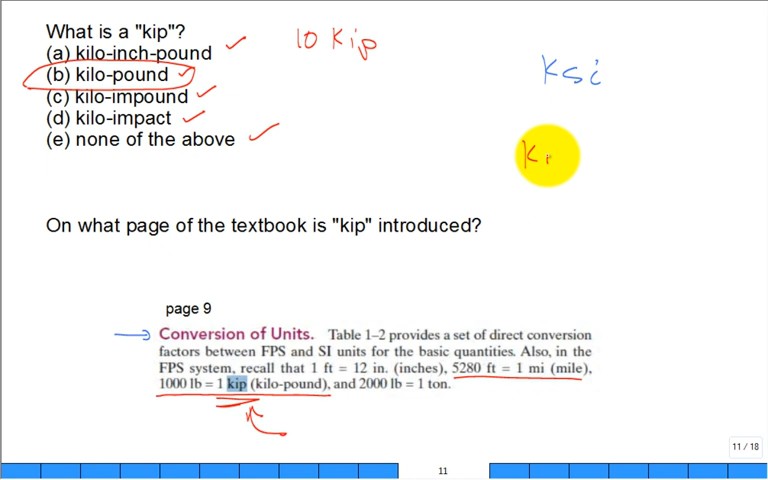 What is a "kip"?
(a) kilo-inch-pound
10 Kip
(b) kilo-pound
ksi
(c) kilo-impound
(d) kilo-impact
(e) none of the above
On what page of the textbook is "kip" introduced?
page 9
Conversion of Units. Table 1–2 provides a set of direct conversion
factors between FPS and SI units for the basic quantities. Also, in the
FPS system, recall that 1 ft = 12 in. (inches), 5280 ft = 1 mi (mile),
1000 lb = 1 kip (kilo-pound), and 2000 lb = 1 ton.
11 / 18
11